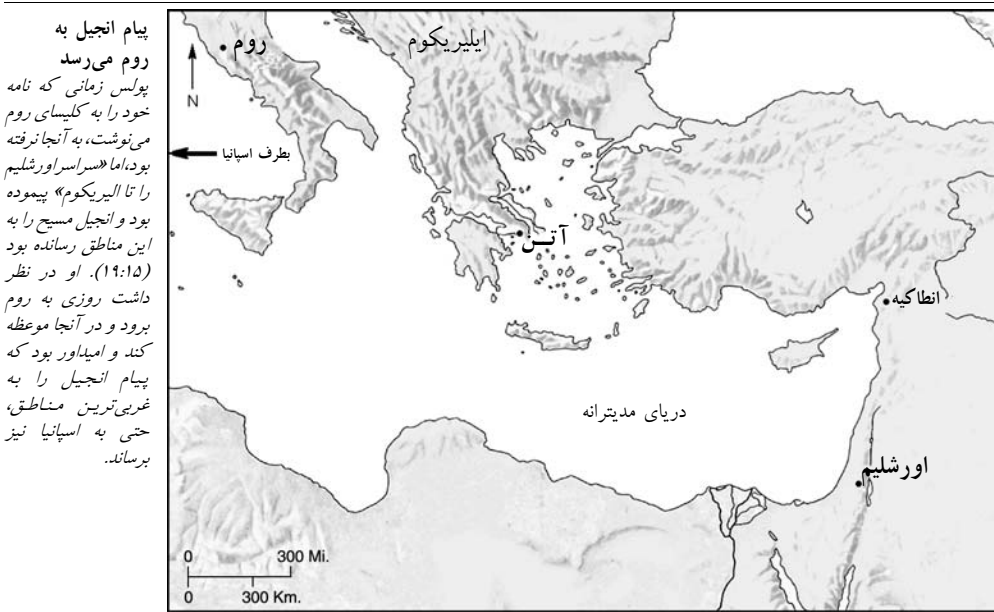 پیام انجیل به
روم می‌رسد
پولس زمانی که نامه
خود را به کلیسای روم
می‌نوشت، به آنجا نرفته
بود، اما «سراسر اورشلیم
را تا الیریکوم» پیموده
بود و انجیل مسیح را به
این مناطق رسانده بود
(۱۹:۱۵). او در نظر
داشت روزی به روم
برود و در آنجا موعظه
کند و امیداور بود که
پیام انجیل را به
غربی‌ترین مناطق،
حتی به اسپانیا نیز
برساند.
ایلیریکوم
روم
N
بطرف اسپانیا
آتن
انطاکیه
دریای مدیترانه
اورشلیم
0 300 Mi.
0 300 Km.